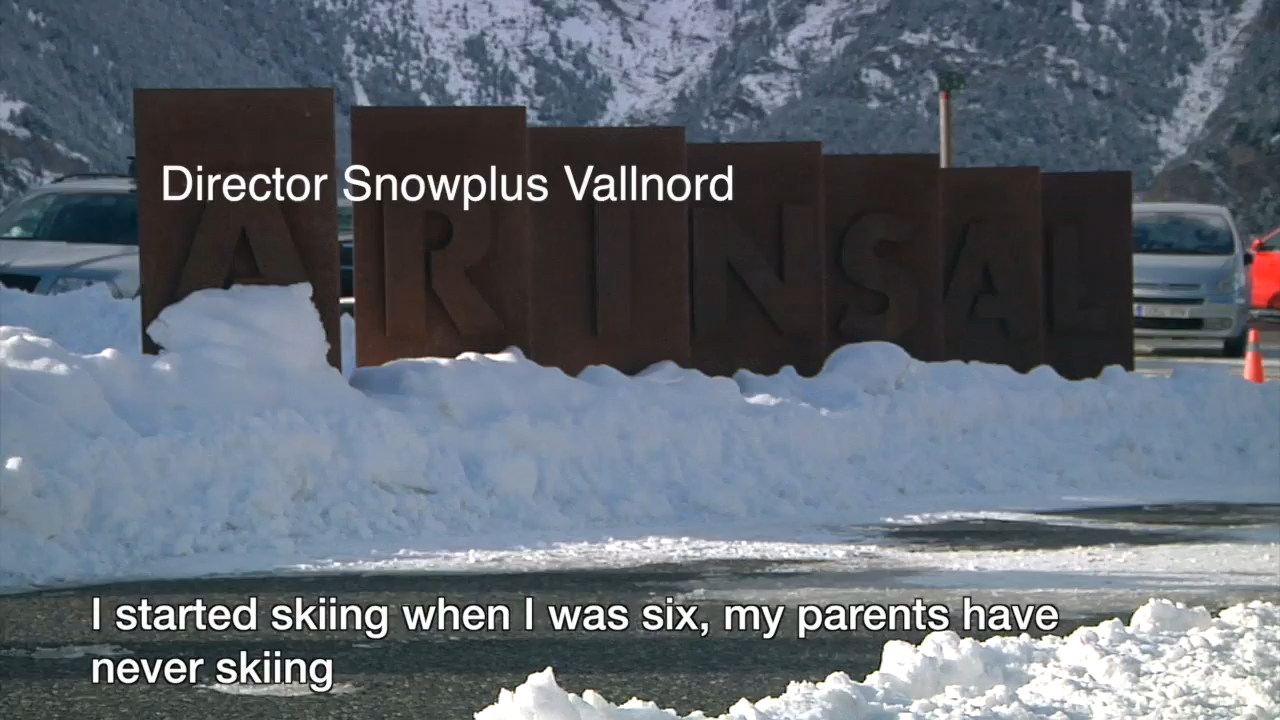 Director Snowplus Vallnord
ARINSAL
I started skiing when I was six, my parents have
never skiing